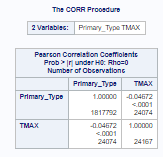 The CORR Procedure
2 Variables: Primary_Type TMAX
Pearson Correlation Coefficients
Prob > |r| under H0: Rho=0
Number of Observations
Primary_Type TMAX
Primary_Type 1.00000 -0.04672
<.0001
1817792 24074
TMAX -0.04672 1.00000
<.0001
24074 24167